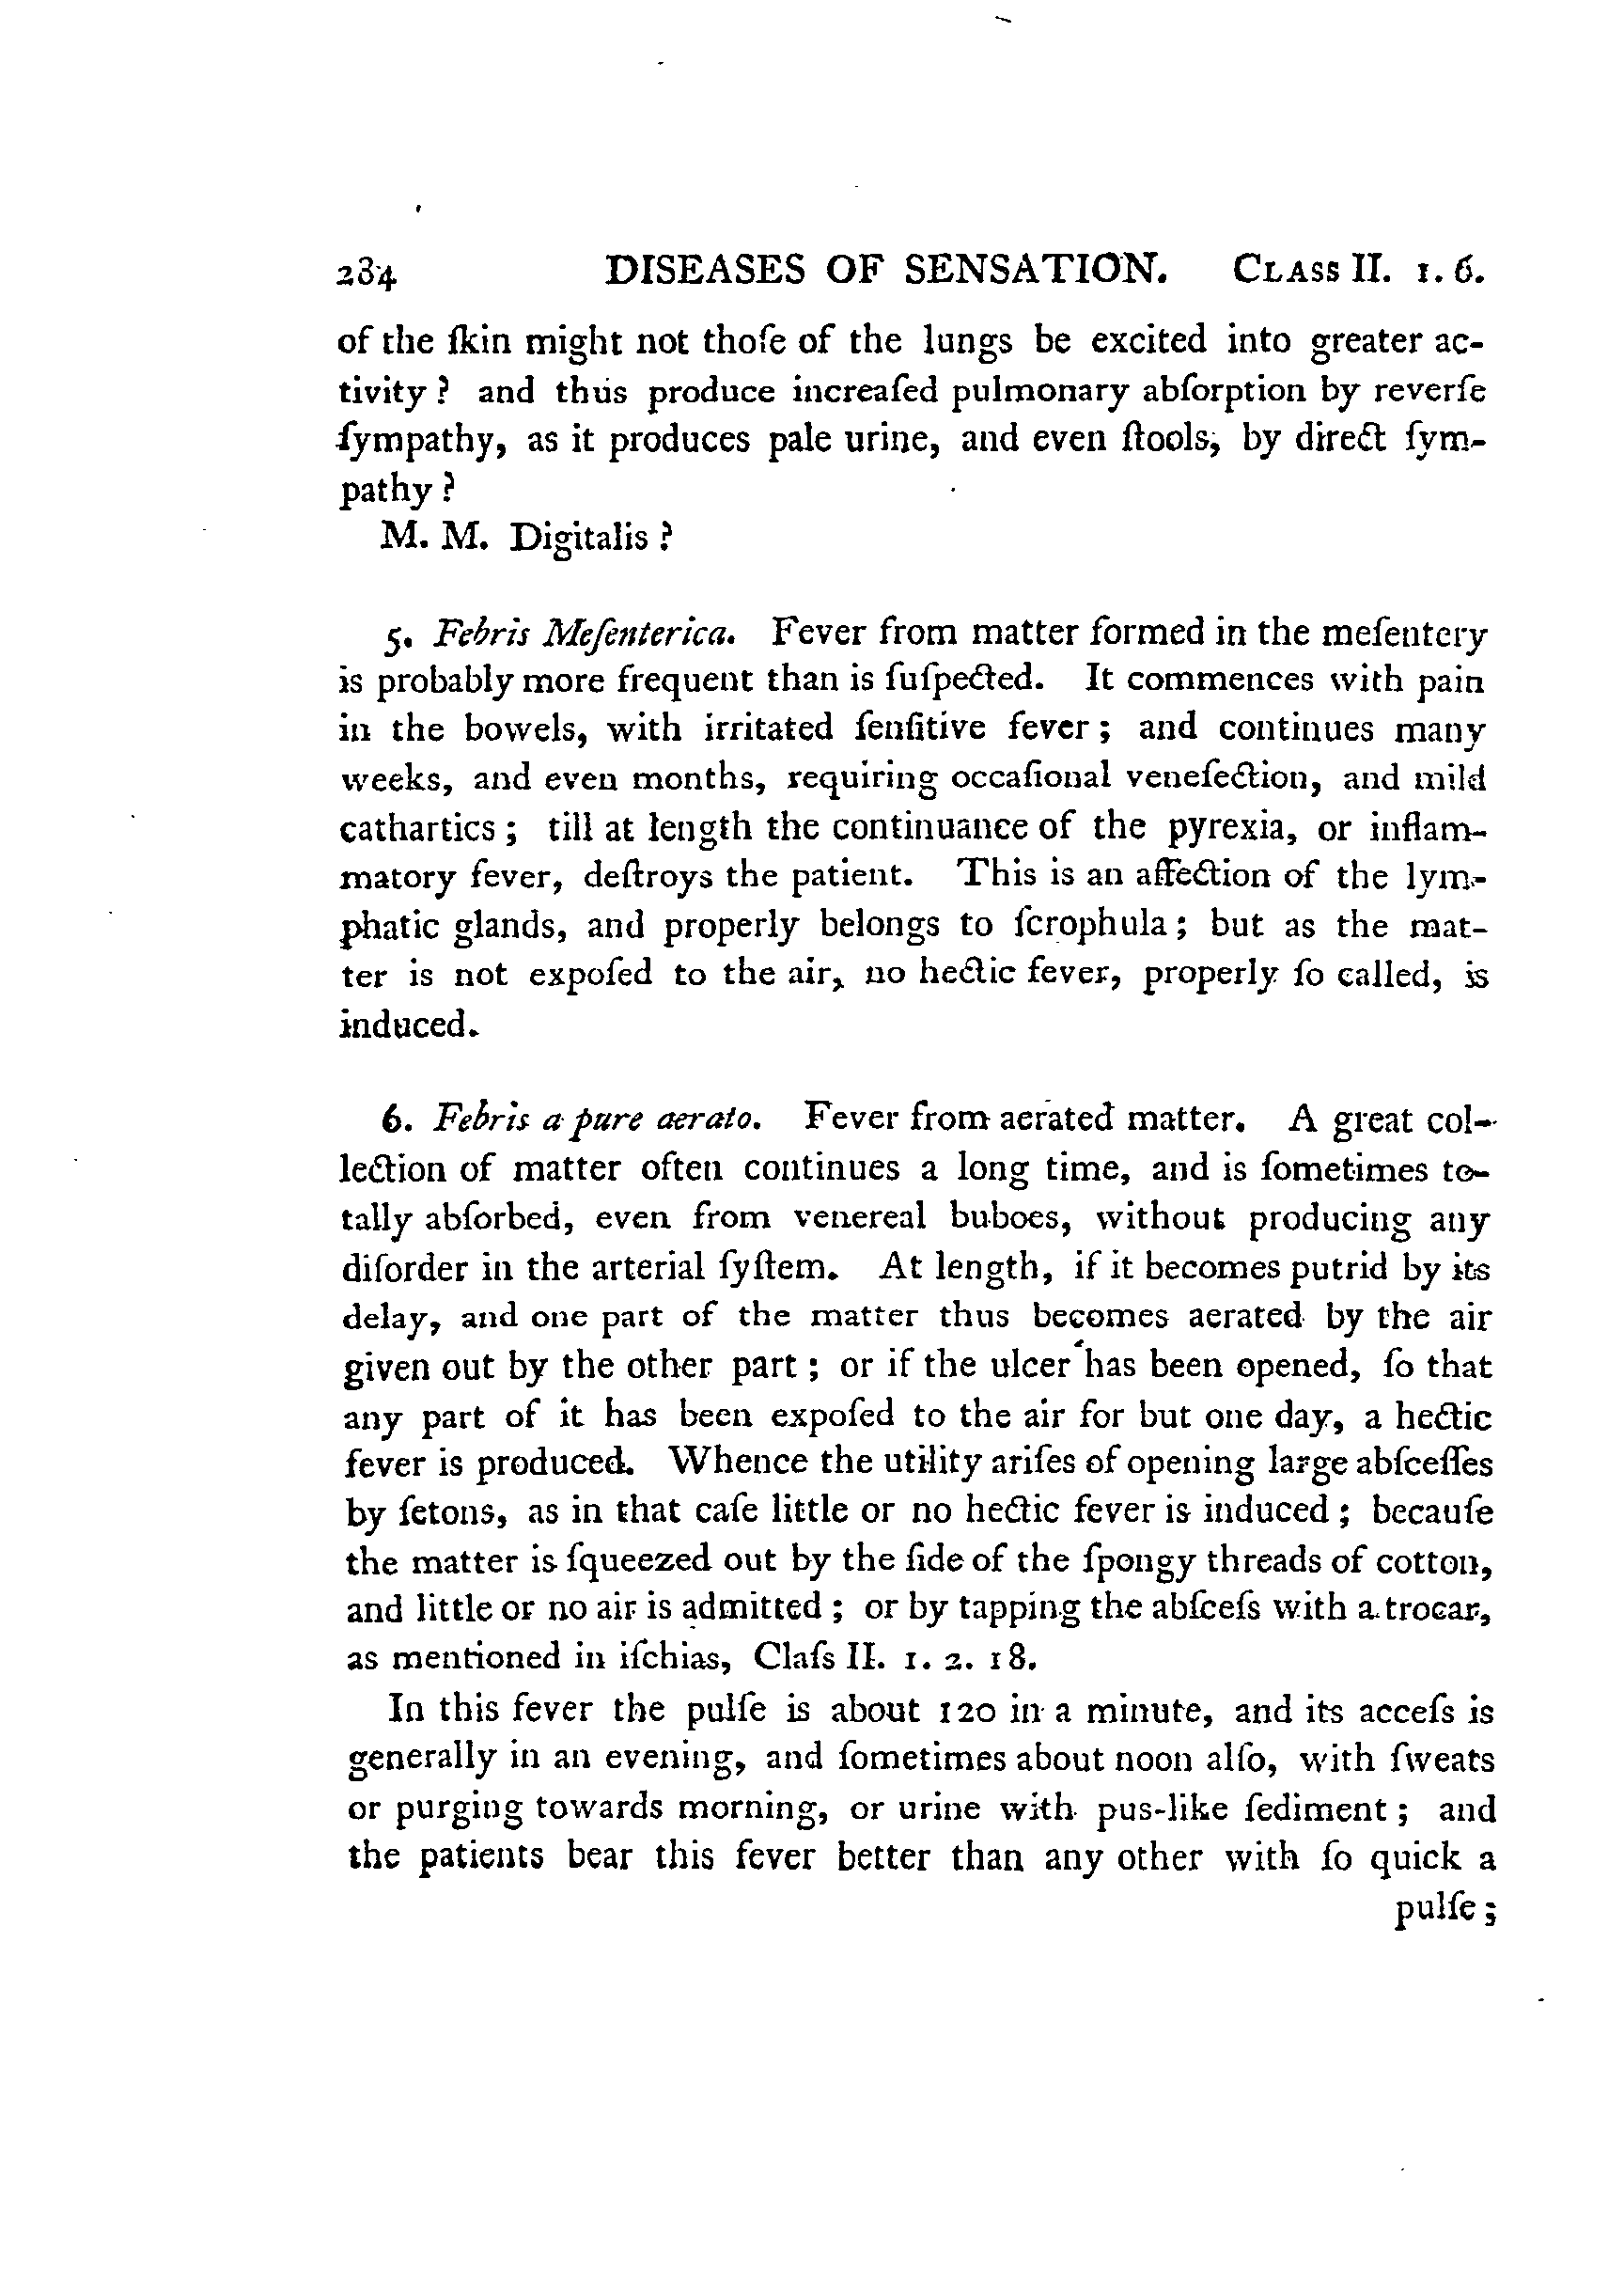 284 DISEASES OF SENSATION. CLASS II. 1. 6.
of the ſkin might not thoſe of the lungs be excited into greater ac-
tivity ? and thus produce increaſed pulmonary abſorption by reverſe
ſympathy, as it produces pale urine, and even ſtools, by direct ſym-
pathy ?
M. M. Digitalis ?
5. Febris Meſenterica. Fever from matter formed in the meſentery
is probably more frequent than is ſuſpected. It commences with pain
in the bowels, with irritated ſenſitive fever ; and continues many
weeks, and even months, requiring occaſional veneſection, and mild
cathartics ; till at length the continuance of the pyrexia, or inflam-
matory fever, deſtroys the patient. This is an affection of the lym-
phatic glands, and properly belongs to ſcrophula ; but as the mat-
ter is not expoſed to the air, no hectic fever, properly ſo called, is
induced.
6. Febris a pure aerato. Fever from aerated matter. A great col-
lection of matter often continues a long time, and is ſometimes to-
tally abſorbed, even from venereal buboes, without producing any
diſorder in the arterial ſyſtem. At length, if it becomes putrid by its
delay, and one part of the matter thus becomes aerated by the air
given out by the other part ; or if the ulcer has been opened, ſo that
any part of it has been expoſed to the air for but one day, a hectic
fever is produced. Whence the utility ariſes of opening large abſceſſes
by ſetons, as in that caſe little or no hectic fever is induced ; becauſe
the matter is ſqueezed out by the ſide of the ſpongy threads of cotton,
and little or no air is admitted ; or by tapping the abſceſs with a trocar,
as mentioned in iſchias, Claſs II. 1. 2. 18.
In this fever the pulſe is about 120 in a minute, and its acceſs is
generally in an evening, and ſometimes about noon alſo, with ſweats
or purging towards morning, or urine with pus-like ſediment ; and
the patients bear this fever better than any other with ſo quick a
pulſe ;